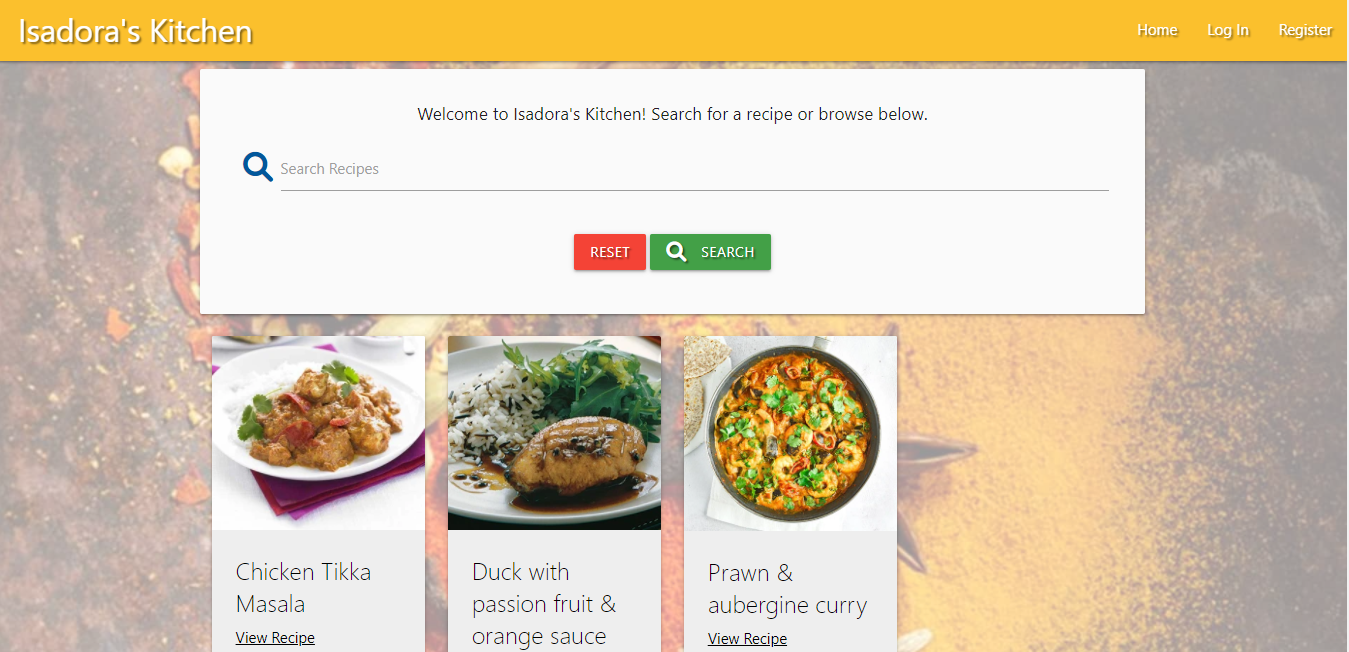 Isadora's Kitchen
Home
Log In
Register
Welcome to Isadora's Kitchen! Search for a recipe or browse below.
Search Recipes
RESET
SEARCH
Chicken Tikka
Masala
View Recipe
Duck with
passion fruit &
orange sauce
Prawn &
aubergine curry
View Recipe